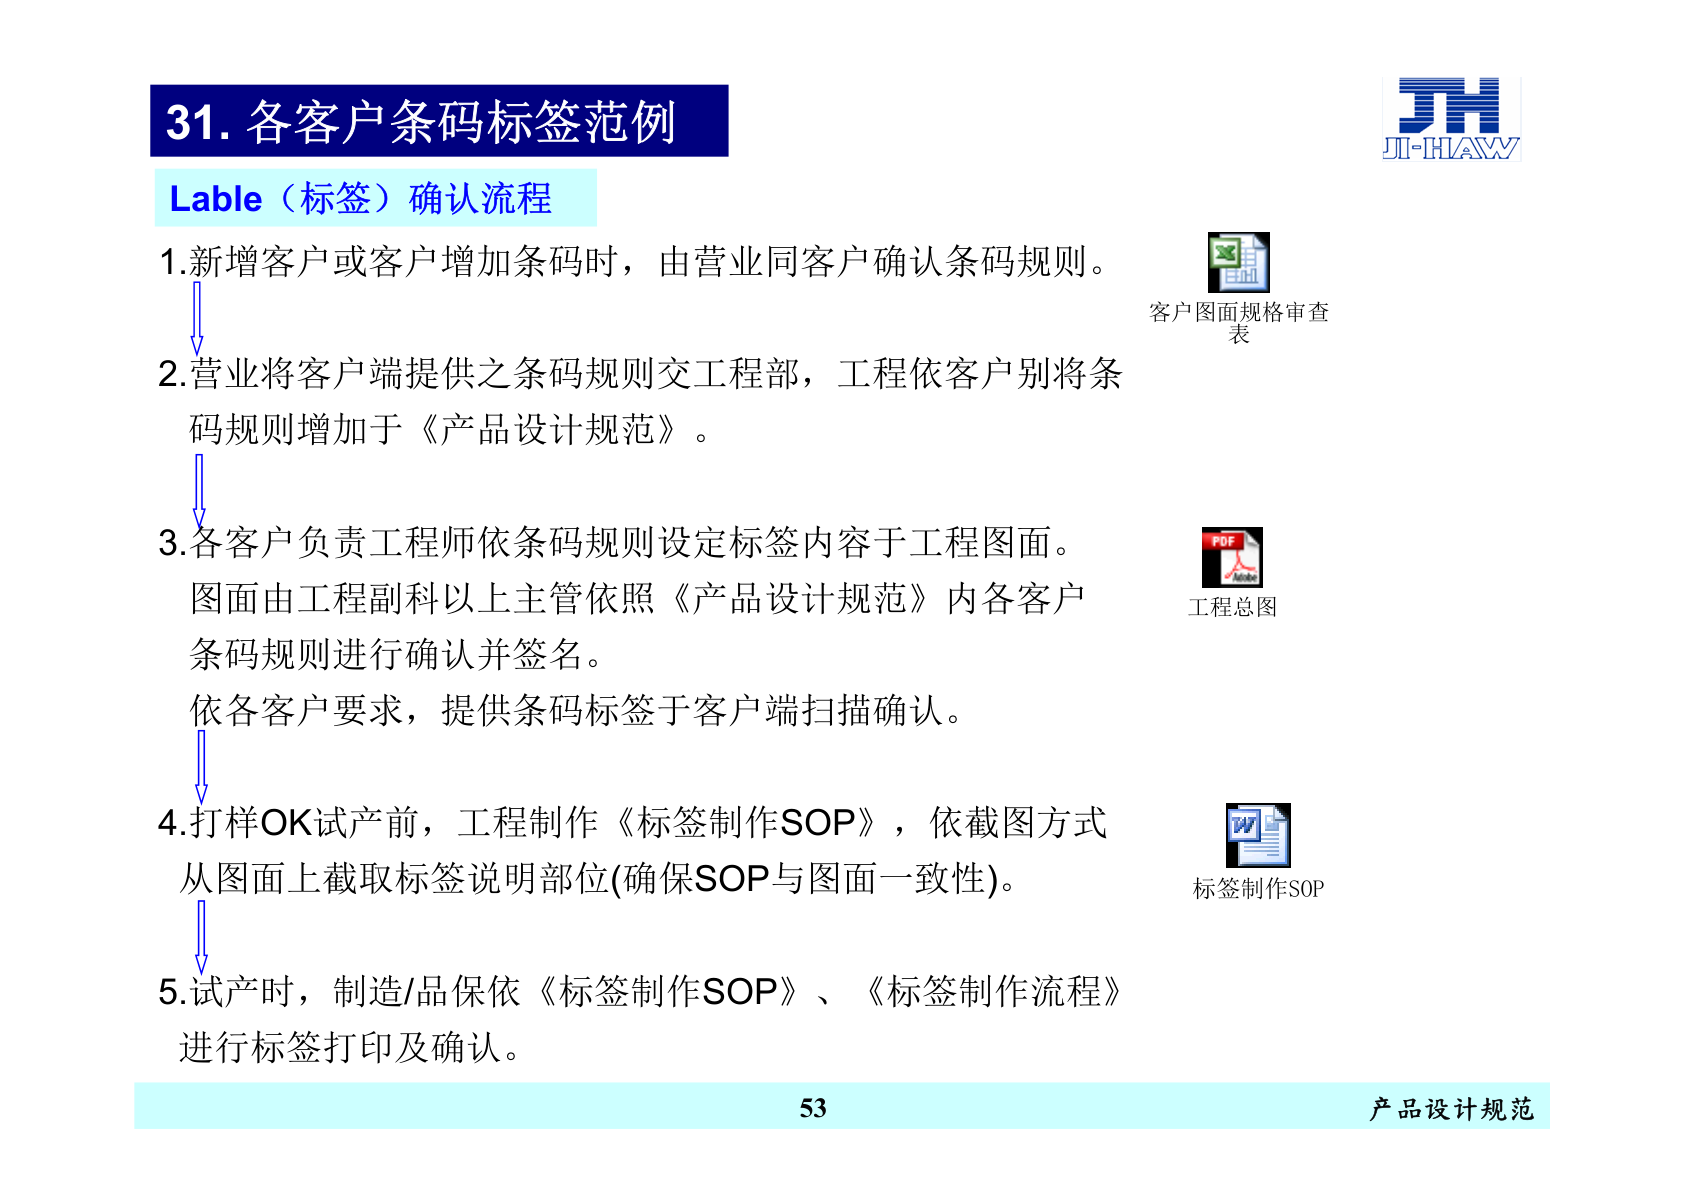 31. 各客户条码标签范例
JH
JI-HAW
Lable（标签）确认流程
1.新增客户或客户增加条码时，由营业同客户确认条码规则。
客户图面规格审查
表
2.营业将客户端提供之条码规则交工程部，工程依客户别将条
码规则增加于《产品设计规范》。
3.各客户负责工程师依条码规则设定标签内容于工程图面。
PDF
Adobe
工程总图
图面由工程副科以上主管依照《产品设计规范》内各客户
条码规则进行确认并签名。
依各客户要求，提供条码标签于客户端扫描确认。
4.打样OK试产前，工程制作《标签制作SOP》，依截图方式
从图面上截取标签说明部位(确保SOP与图面一致性)。
标签制作SOP
5.试产时，制造/品保依《标签制作SOP》、《标签制作流程》
进行标签打印及确认。
53
产品设计规范